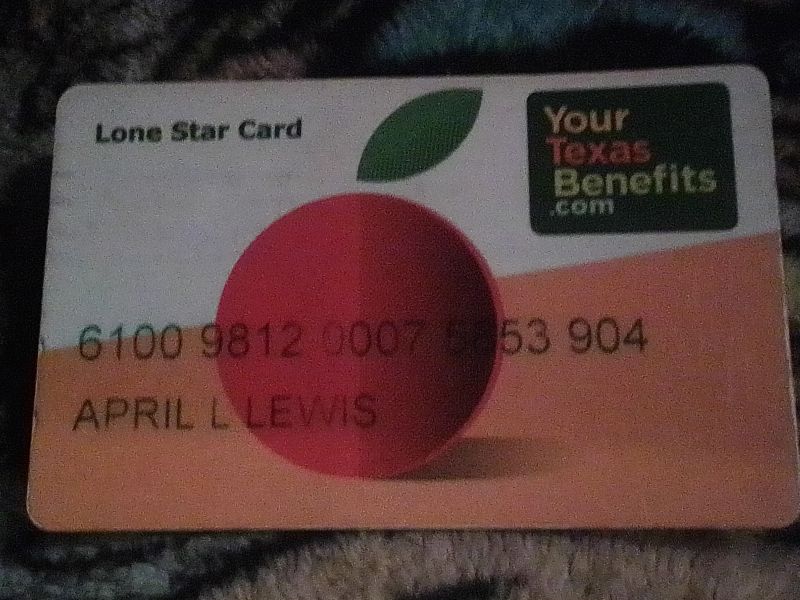 Lone Star Card
Your
Texas
Benefits
.com
6100 9812 0007 904
APRIL L LEWIS